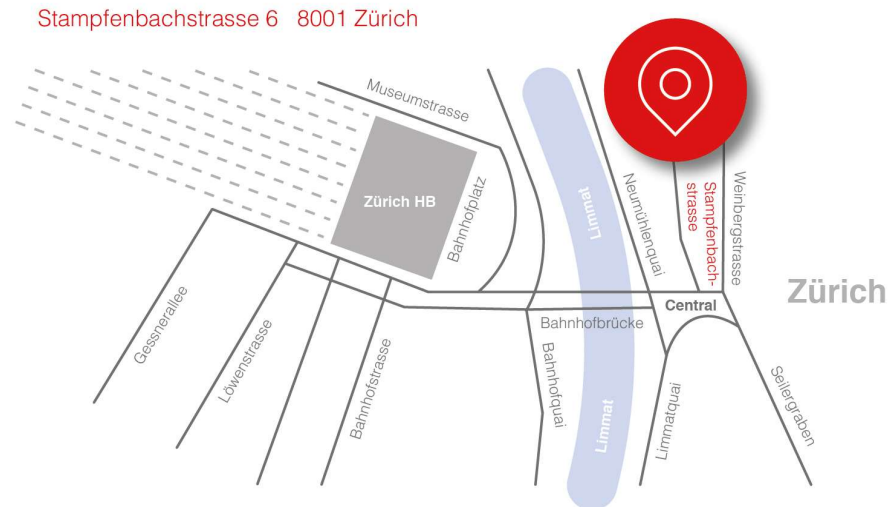 Stampfenbachstrasse 6 8001 Zürich
Museumstrasse
Zürich HB
Bahnhofplatz
Limmat
Neumühlenquai
Stampfenbach-
strasse
Weinbergstrasse
Zürich
Central
Bahnhofbrücke
Gessnerallee
Löwenstrasse
Bahnhofstrasse
Bahnhofquai
Limmat
Limmatquai
Seilergraben